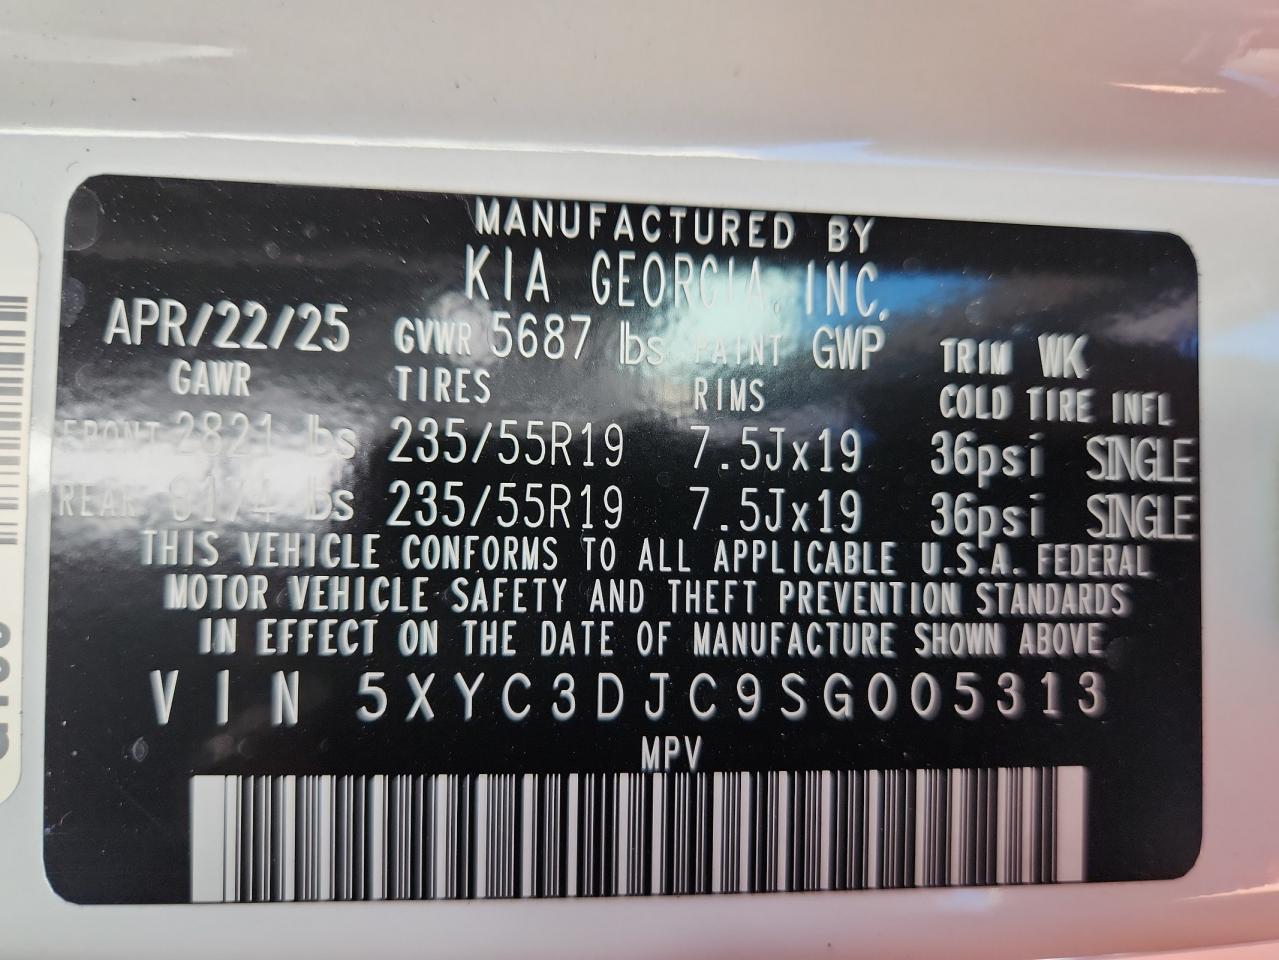 MANUFACTURED BY
KIA GEORGIA, INC.
APR/22/25 GVWR 5687 lbs PAINT GWP TRIM WK
GAWR TIRES RIMS COLD TIRE INFL
FRONT 2821 lbs 235/55R19 7.5Jx19 36psi SINGLE
REAR lbs 235/55R19 7.5Jx19 36psi SINGLE
THIS VEHICLE CONFORMS TO ALL APPLICABLE U.S.A. FEDERAL
MOTOR VEHICLE SAFETY AND THEFT PREVENTION STANDARDS
IN EFFECT ON THE DATE OF MANUFACTURE SHOWN ABOVE
VIN 5XYC3DJC9SG005313
MPV